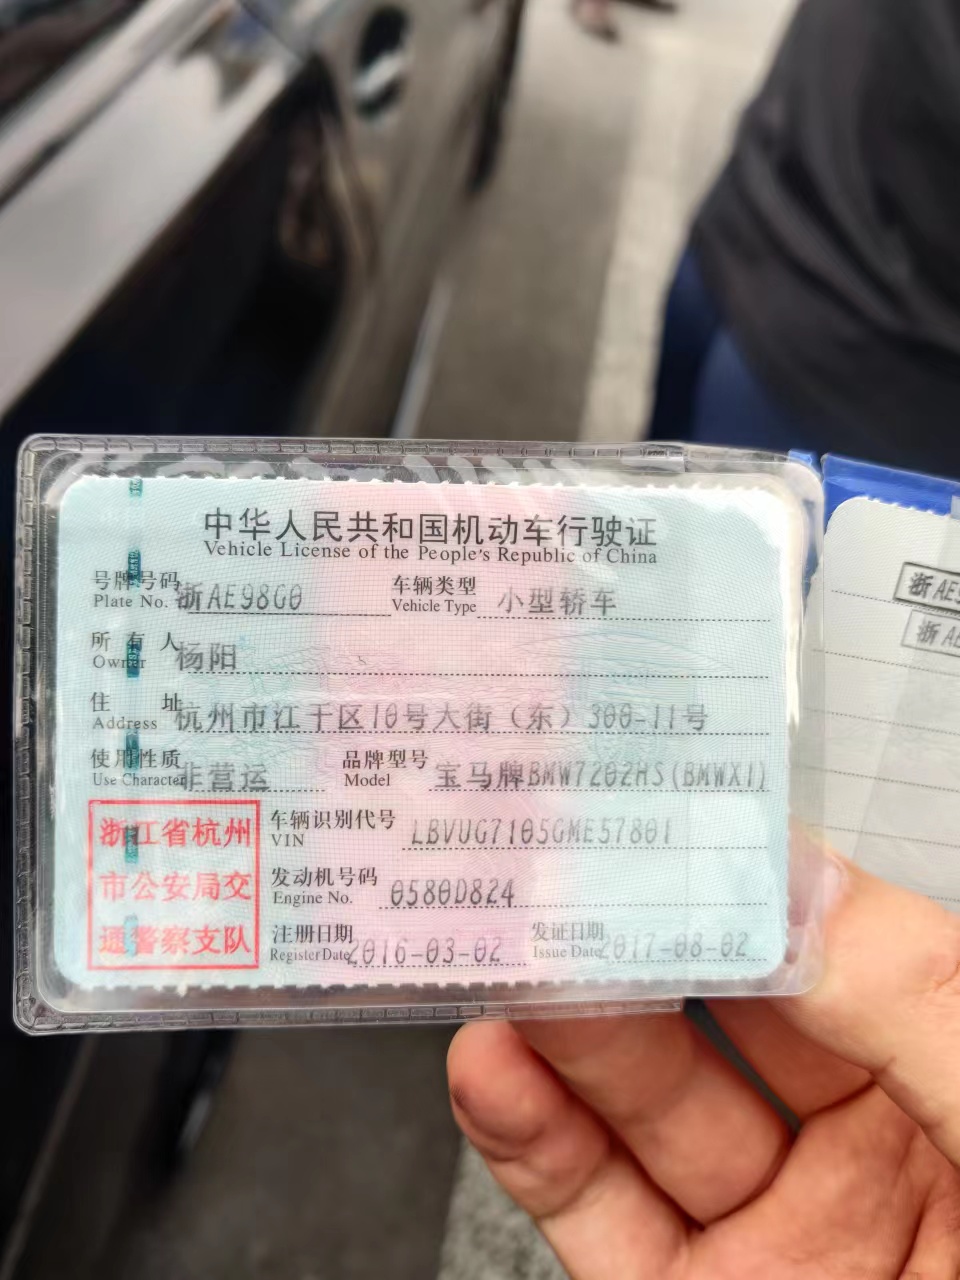 中华人民共和国机动车行驶证
Vehicle License of the People's Republic of China
号牌号码 浙AE98G0 车辆类型 小型轿车
Plate No. Vehicle Type
所有人 杨阳
Owner
住址 杭州市江干区10号大街（东）300-11号
Address
使用性质 非营运 品牌型号 宝马牌BMW7202HS(BMWX1)
Use Character Model
浙江省杭州
市公安局交
通警察支队
车辆识别代号 LBVUG7105GME57801
VIN
发动机号码 0580D824
Engine No.
注册日期 2016-03-02 发证日期 2017-08-02
Register Date Issue Date
浙AE9
浙AE